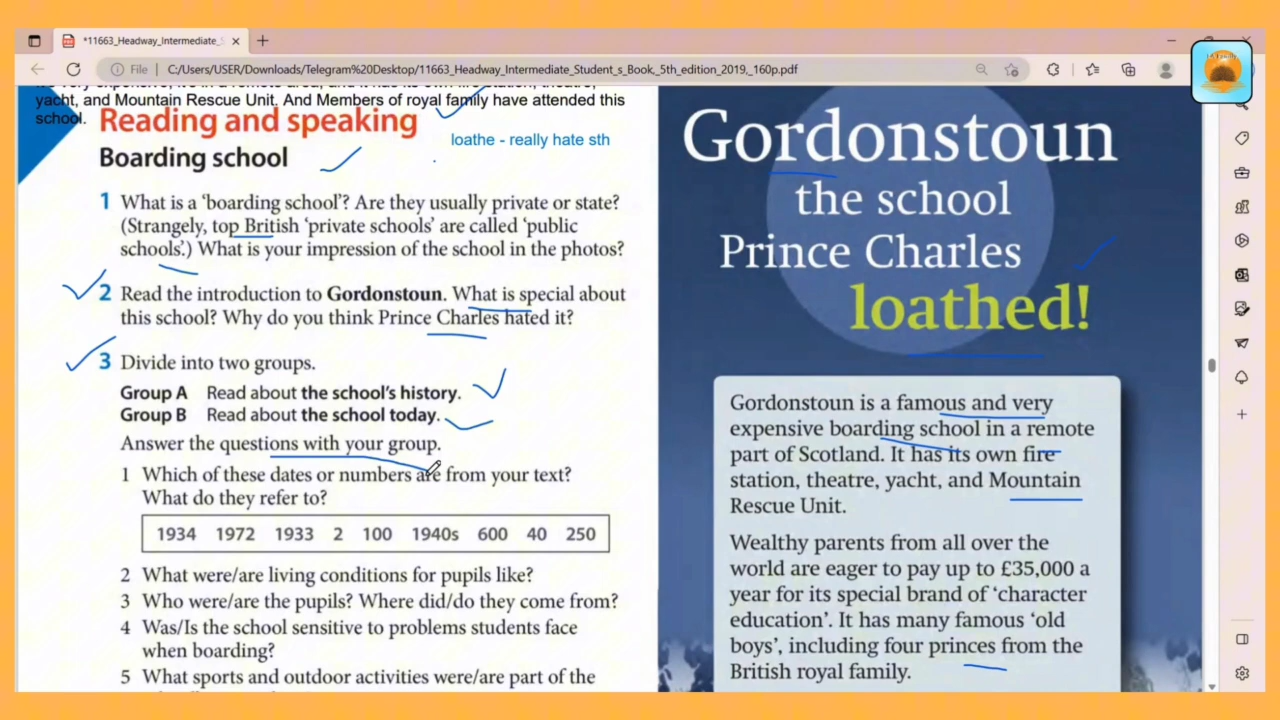 *11663_Headway_Intermediate_S
File
C:/Users/USER/Downloads/Telegram%20Desktop/11663_Headway_Intermediate_Student_s_Book,_5th_edition_2019,_160p.pdf
yacht, and Mountain Rescue Unit. And Members of royal family have attended this
school.
Reading and speaking
loathe - really hate sth
Boarding school
1 What is a ‘boarding school’? Are they usually private or state?
(Strangely, top British ‘private schools’ are called ‘public
schools’.) What is your impression of the school in the photos?
2 Read the introduction to Gordonstoun. What is special about
this school? Why do you think Prince Charles hated it?
3 Divide into two groups.
Group A Read about the school’s history.
Group B Read about the school today.
Answer the questions with your group.
1 Which of these dates or numbers are from your text?
What do they refer to?
1934 1972 1933 2 100 1940s 600 40 250
2 What were/are living conditions for pupils like?
3 Who were/are the pupils? Where did/do they come from?
4 Was/Is the school sensitive to problems students face
when boarding?
5 What sports and outdoor activities were/are part of the
Gordonstoun
the school
Prince Charles
loathed!
Gordonstoun is a famous and very
expensive boarding school in a remote
part of Scotland. It has its own fire
station, theatre, yacht, and Mountain
Rescue Unit.
Wealthy parents from all over the
world are eager to pay up to £35,000 a
year for its special brand of ‘character
education’. It has many famous ‘old
boys’, including four princes from the
British royal family.